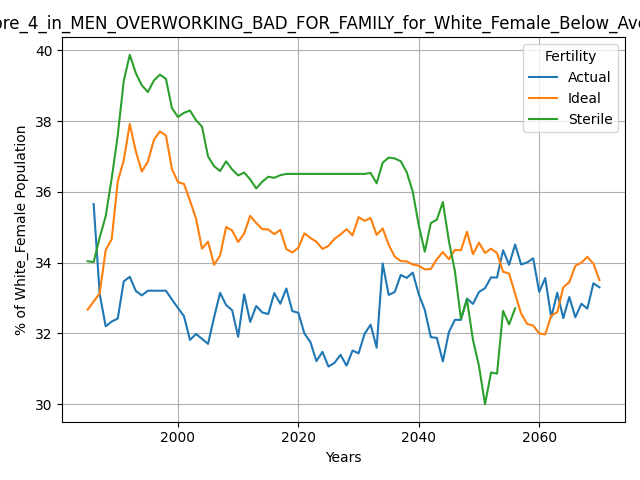 ore_4_in_MEN_OVERWORKING_BAD_FOR_FAMILY_for_White_Female_Below_Ave
Fertility
Actual
Ideal
Sterile
% of White_Female Population
40
38
36
34
32
30
2000
2020
2040
2060
Years